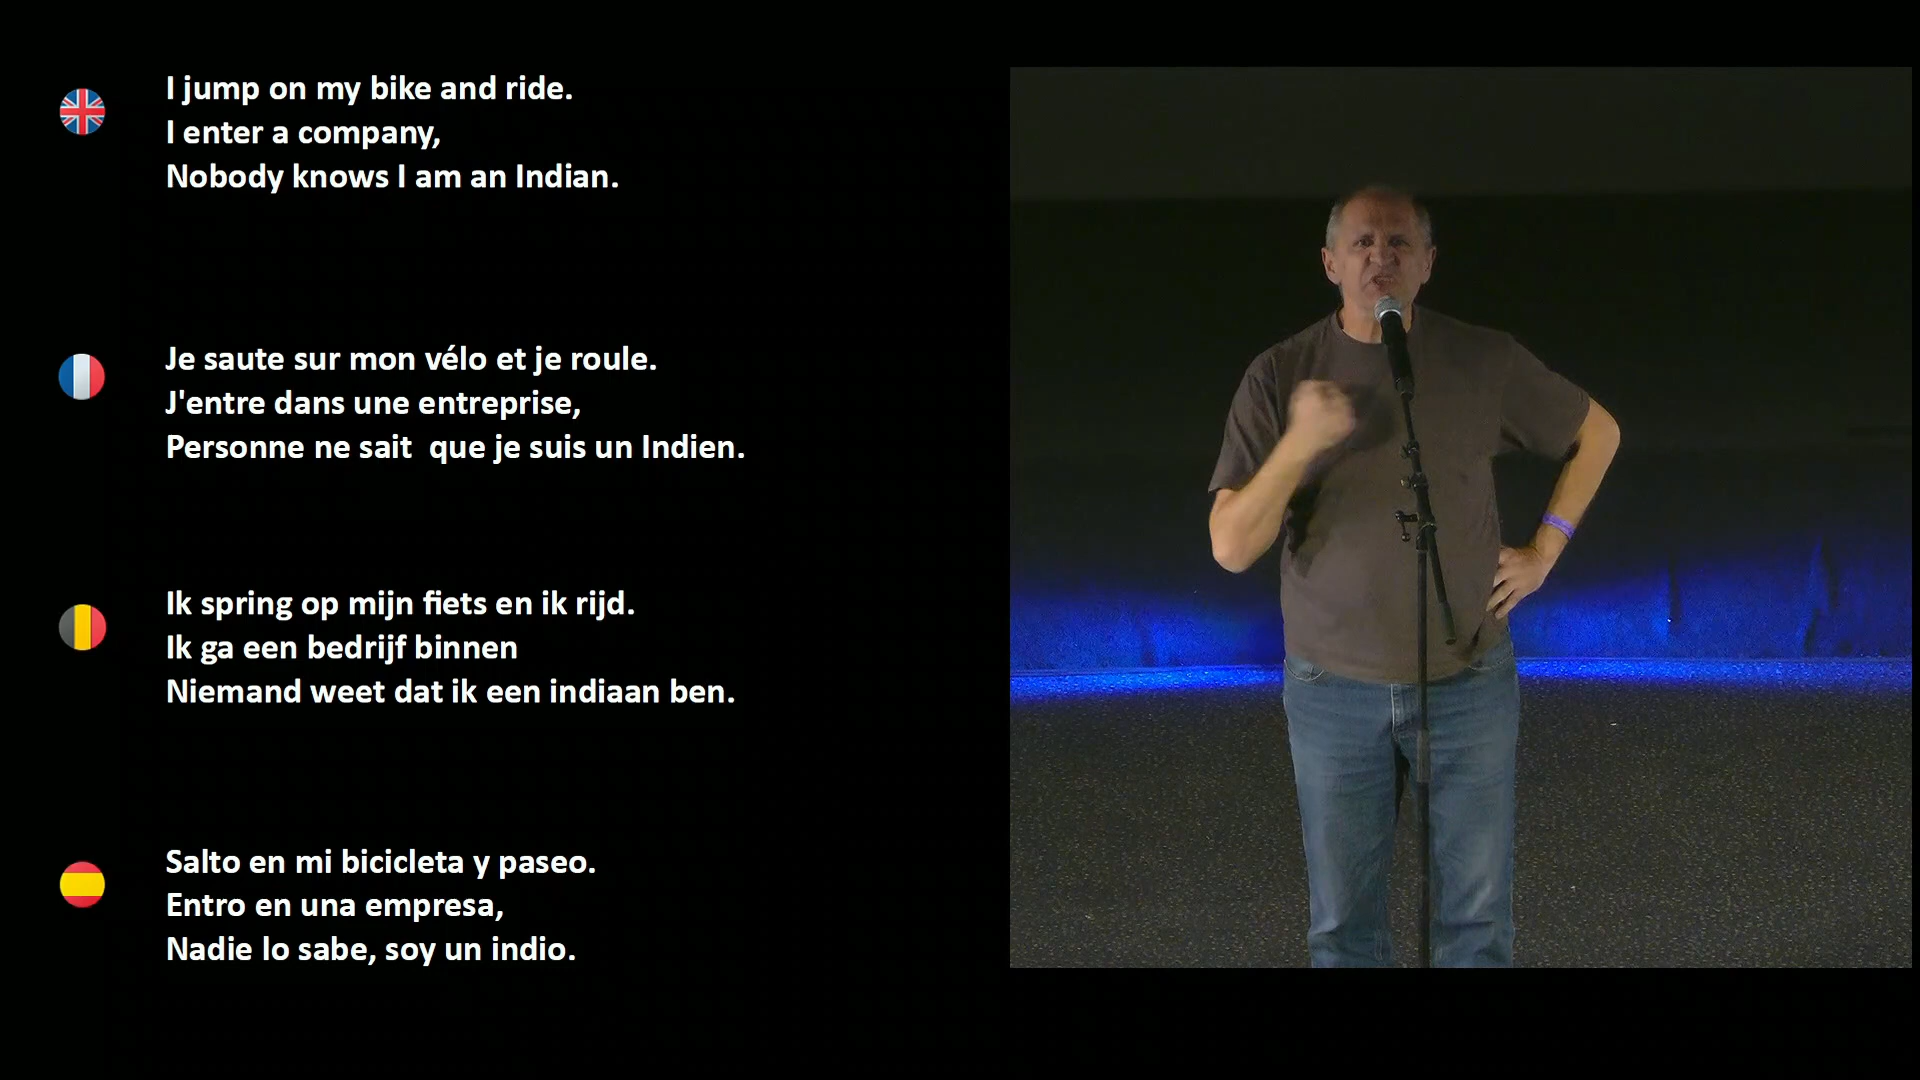 I jump on my bike and ride.
I enter a company,
Nobody knows I am an Indian.
Je saute sur mon vélo et je roule.
J'entre dans une entreprise,
Personne ne sait  que je suis un Indien.
Ik spring op mijn fiets en ik rijd.
Ik ga een bedrijf binnen
Niemand weet dat ik een indiaan ben.
Salto en mi bicicleta y paseo.
Entro en una empresa,
Nadie lo sabe, soy un indio.